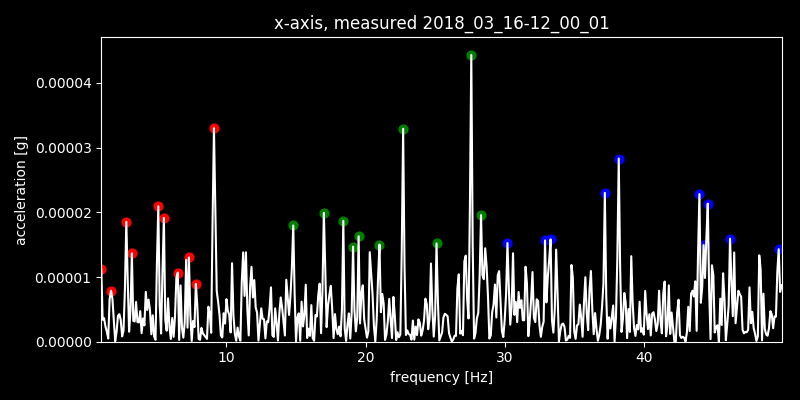 x-axis, measured 2018_03_16-12_00_01
acceleration [g]
0.00004
0.00003
0.00002
0.00001
0.00000
10 20 30 40
frequency [Hz]